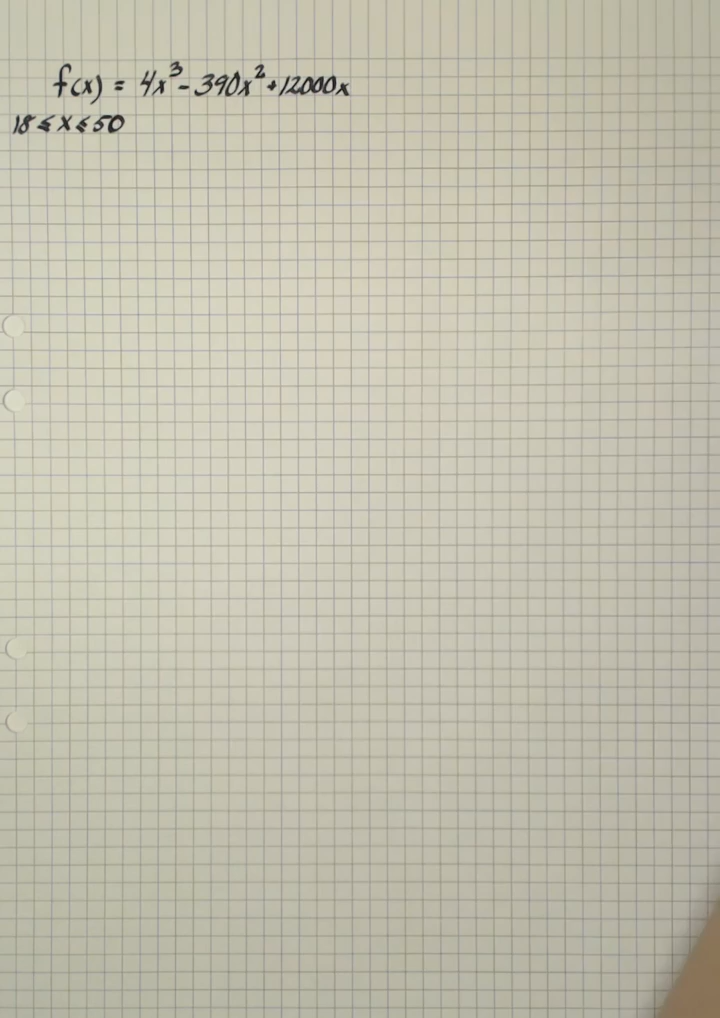 f(x) = 4x³ - 390x² + 12000x
18 ≤ x ≤ 50